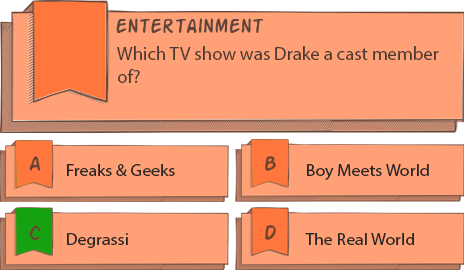 ENTERTAINMENT
Which TV show was Drake a cast member
of?
A Freaks & Geeks
B Boy Meets World
C Degrassi
D The Real World